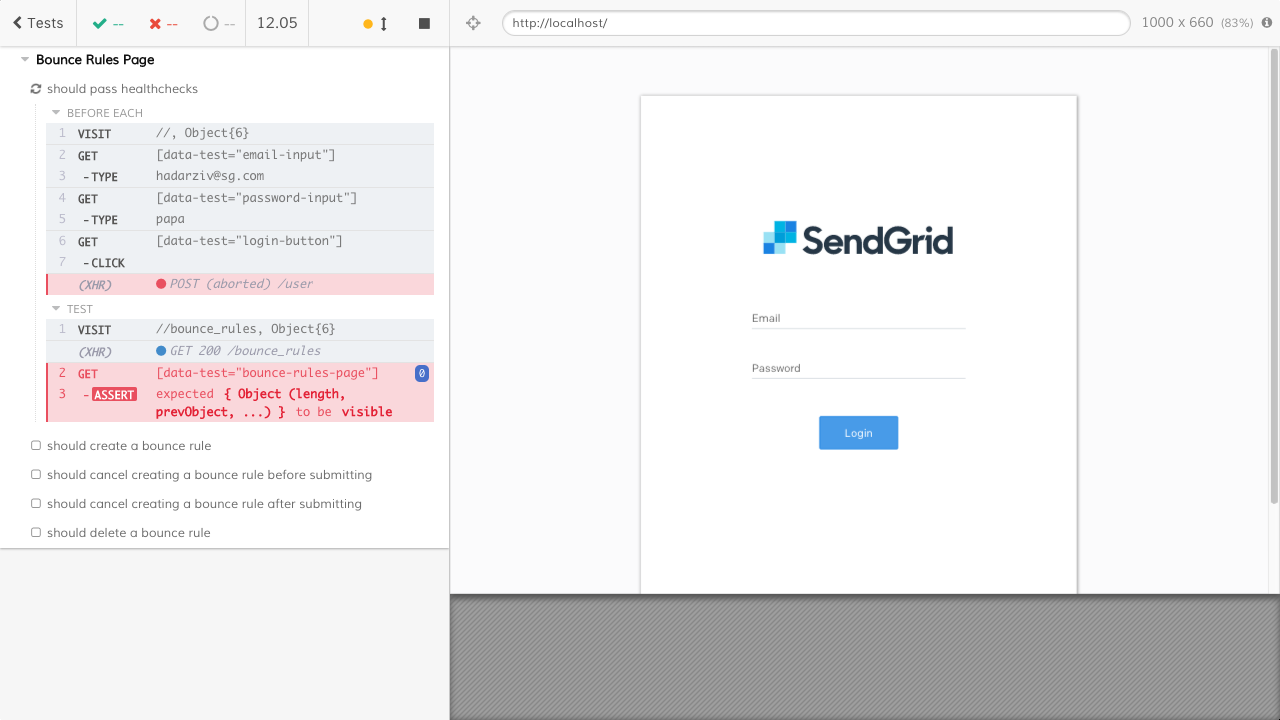 Tests -- -- -- 12.05
http://localhost/ 1000 x 660 (83%)
Bounce Rules Page
should pass healthchecks
BEFORE EACH
1 VISIT //, Object{6}
2 GET [data-test="email-input"]
3 -TYPE hadarziv@sg.com
4 GET [data-test="password-input"]
5 -TYPE papa
6 GET [data-test="login-button"]
7 -CLICK
(XHR) POST (aborted) /user
TEST
1 VISIT //bounce_rules, Object{6}
(XHR) GET 200 /bounce_rules
2 GET [data-test="bounce-rules-page"] 0
3 -ASSERT expected { Object (length,
prevObject, ...) } to be visible
should create a bounce rule
should cancel creating a bounce rule before submitting
should cancel creating a bounce rule after submitting
should delete a bounce rule
SendGrid
Email
Password
Login